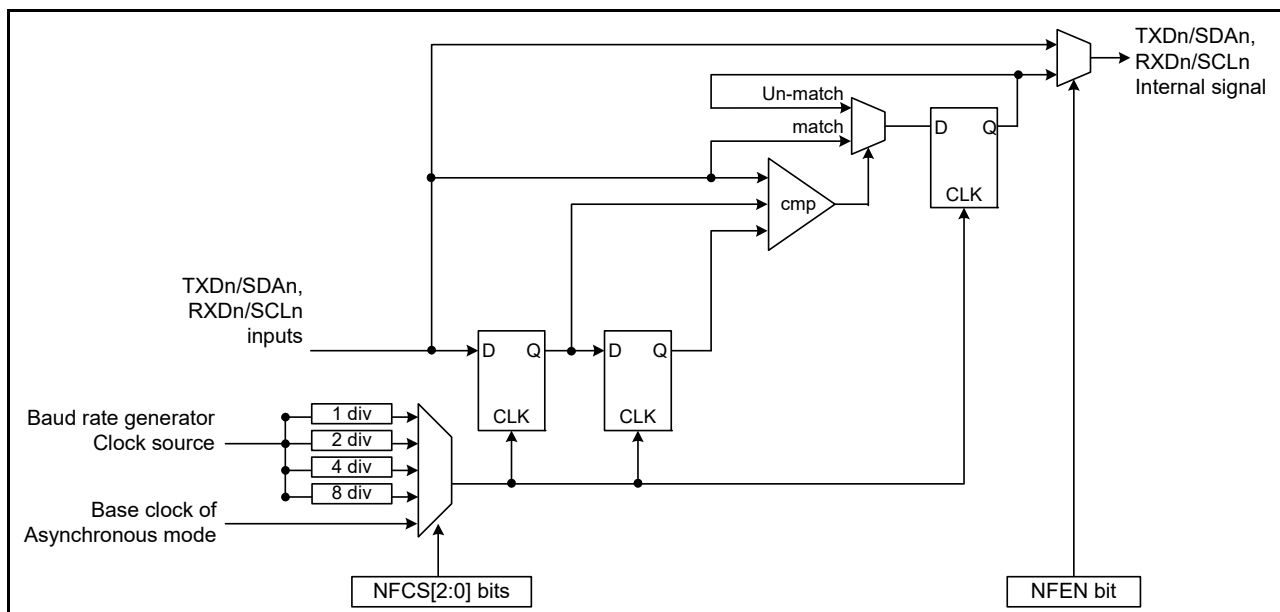 TXDn/SDAn,
RXDn/SCLn
Internal signal
Un-match
match
D
Q
CLK
cmp
TXDn/SDAn,
RXDn/SCLn
inputs
D
Q
CLK
D
Q
CLK
Baud rate generator
Clock source
1 div
2 div
4 div
8 div
Base clock of
Asynchronous mode
NFCS[2:0] bits
NFEN bit